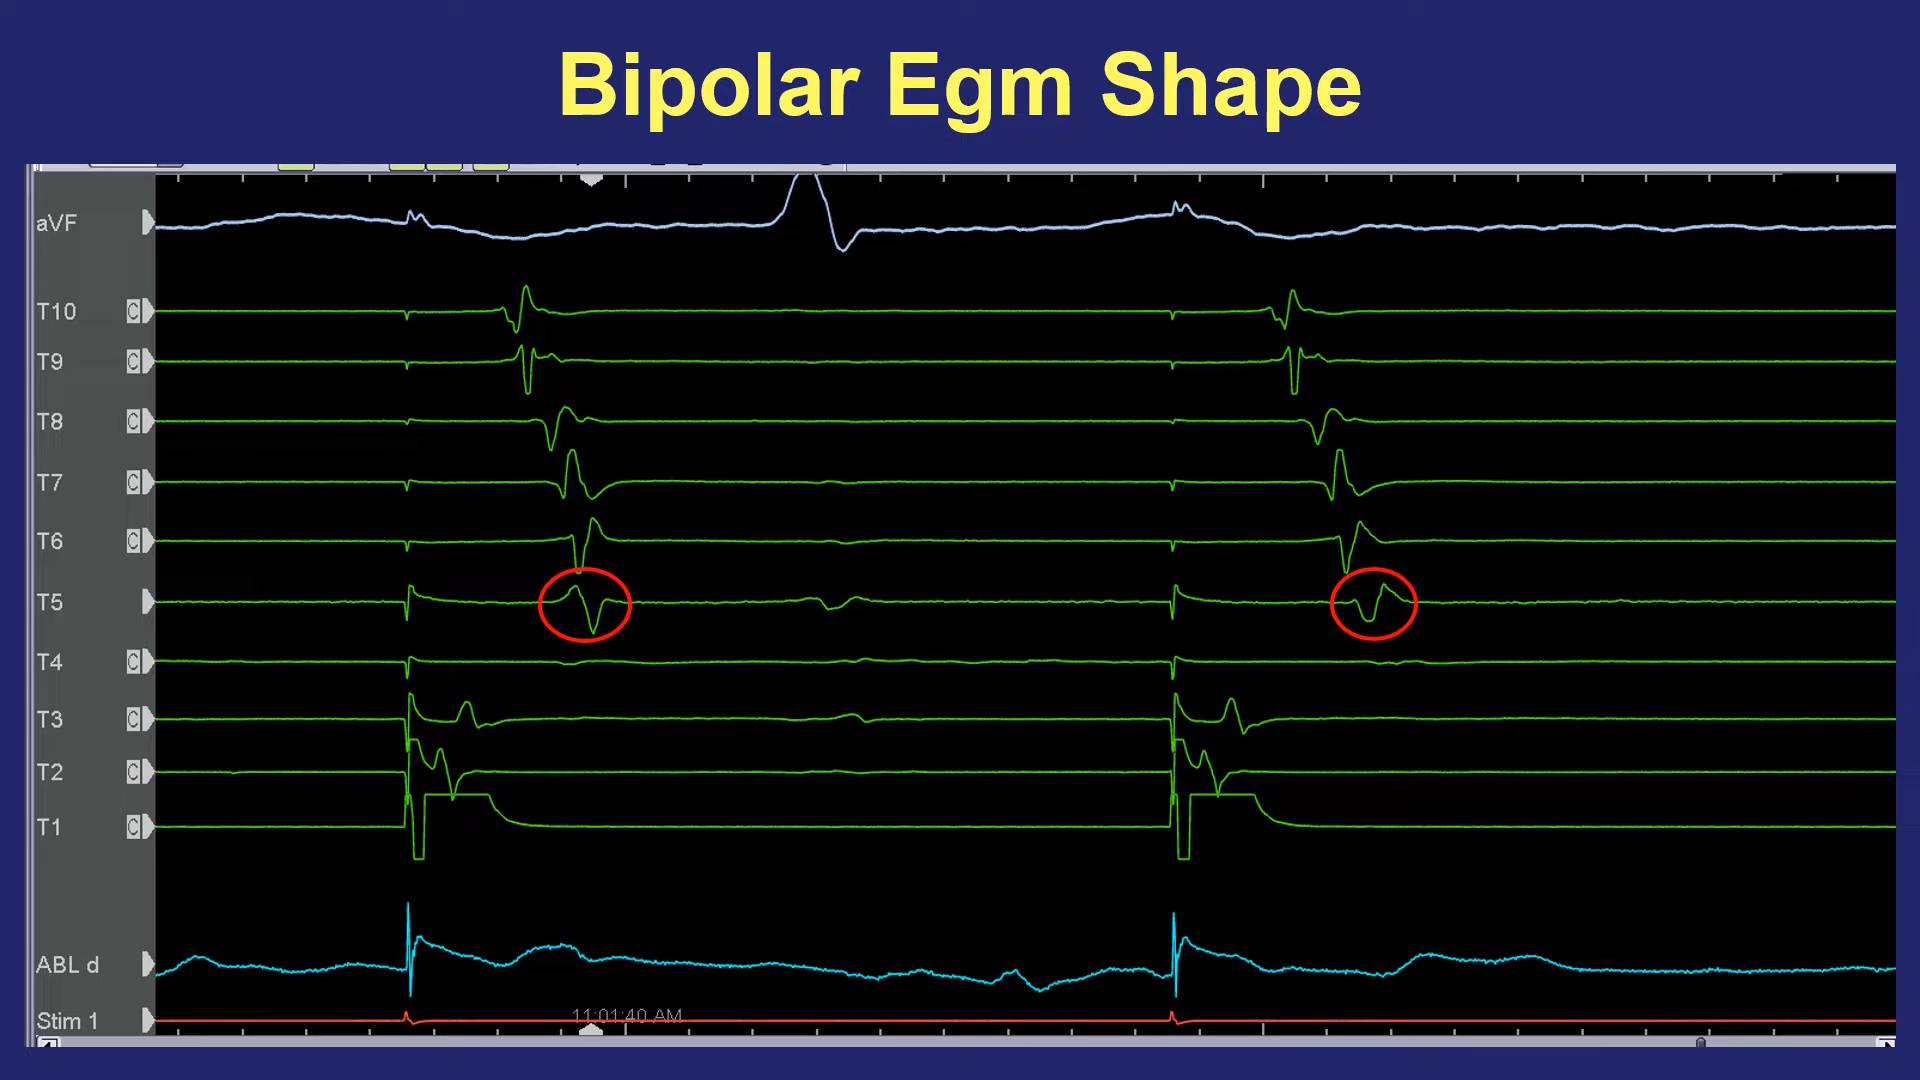 Bipolar Egm Shape
aVF
T10 C
T9 C
T8 C
T7 C
T6 C
T5
T4 C
T3 C
T2 C
T1 C
ABL d
Stim 1
11:01:40 AM